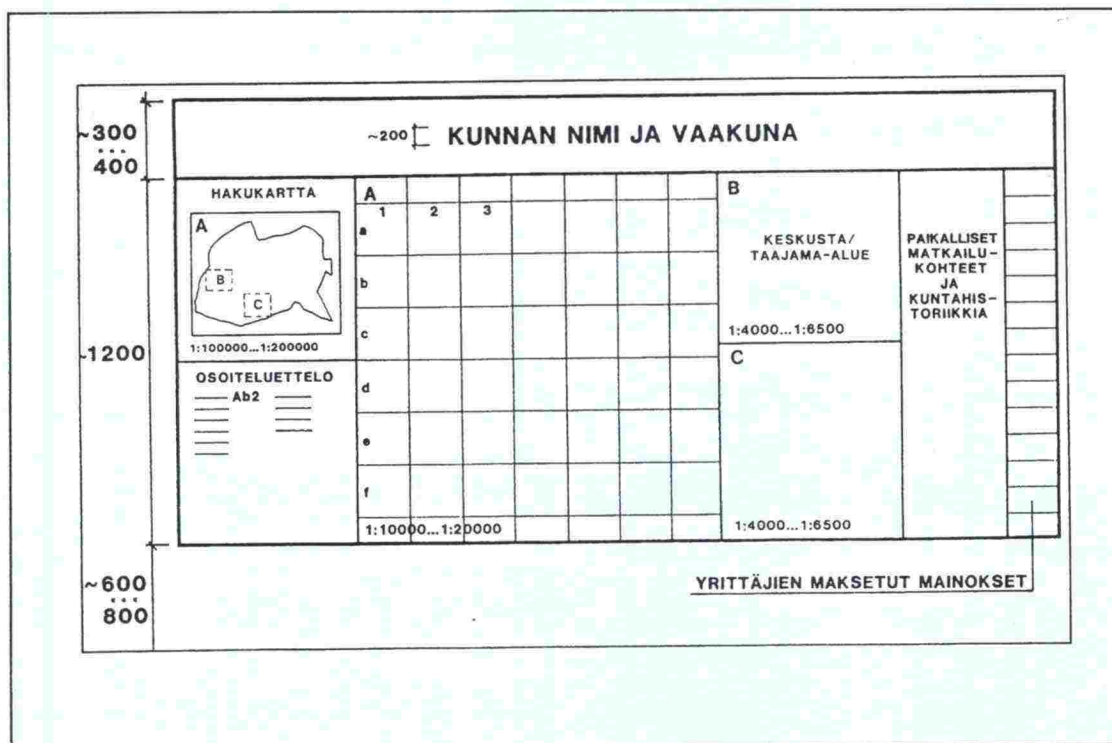 ~300
...
400
~200 KUNNAN NIMI JA VAAKUNA
HAKUKARTTA
A
B
C
1:100000...1:200000
~1200
OSOITELUETTELO
Ab2
A
1 2 3
a
b
c
d
e
f
1:10000...1:20000
B
KESKUSTA/
TAAJAMA-ALUE
1:4000...1:6500
C
1:4000...1:6500
PAIKALLISET
MATKAILU-
KOHTEET
JA
KUNTAHIS-
TORIIKKIA
~600
...
800
YRITTÄJIEN MAKSETUT MAINOKSET